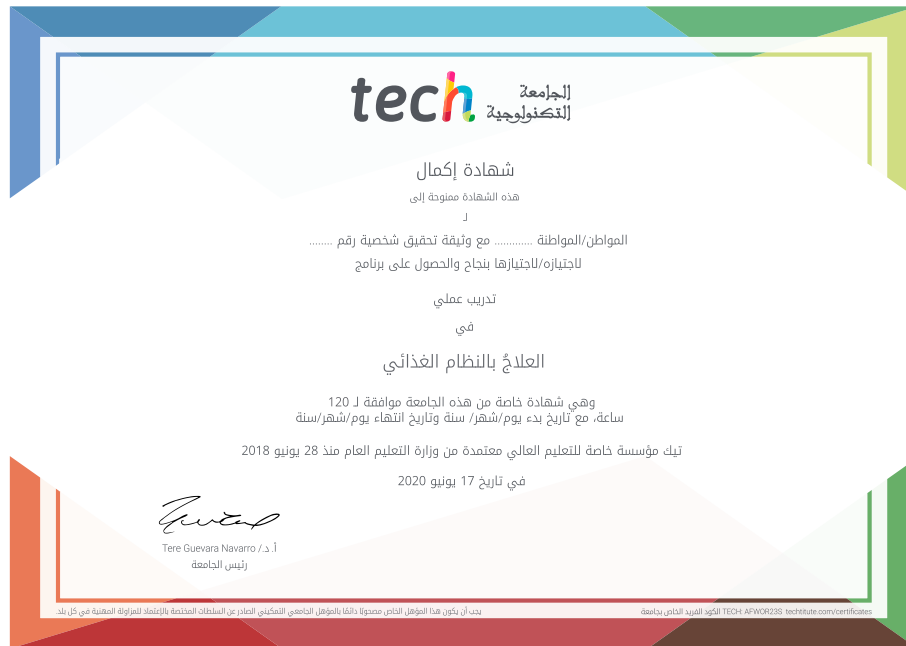 tech الجامعة
التكنولوجية
شهادة إكمال
هذه الشهادة ممنوحة إلى
لـ
المواطن/المواطنة ............. مع وثيقة تحقيق شخصية رقم ........
لاجتيازه/لاجتيازها بنجاح والحصول على برنامج
تدريب عملي
في
العلاجُ بالنظام الغذائي
وهي شهادة خاصة من هذه الجامعة موافقة لـ 120
ساعة، مع تاريخ بدء يوم/شهر/ سنة وتاريخ انتهاء يوم/شهر/سنة
تيك مؤسسة خاصة للتعليم العالي معتمدة من وزارة التعليم العام منذ 28 يونيو 2018
في تاريخ 17 يونيو 2020
أ. د./ Tere Guevara Navarro
رئيس الجامعة
يجب أن يكون هذا المؤهل الخاص مصحوبًا دائمًا بالمؤهل الجامعي التمكيني الصادر عن السلطات المختصة بالإعتماد للمزاولة المهنية في كل بلد.
الكود الفريد الخاص بجامعة TECH: AFWOR23S techtitute.com/certificates